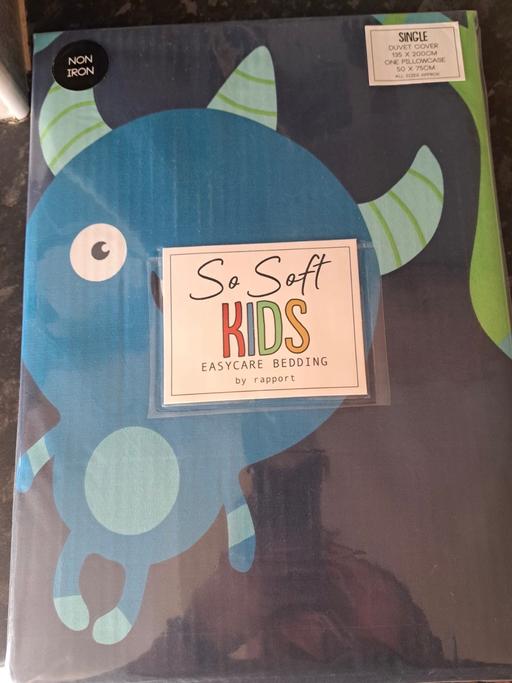 NON
IRON
SINGLE
DUVET COVER
135 X 200CM
ONE PILLOWCASE
50 X 75CM
ALL SIZES APPROX
So Soft
KIDS
EASYCARE BEDDING
by rapport